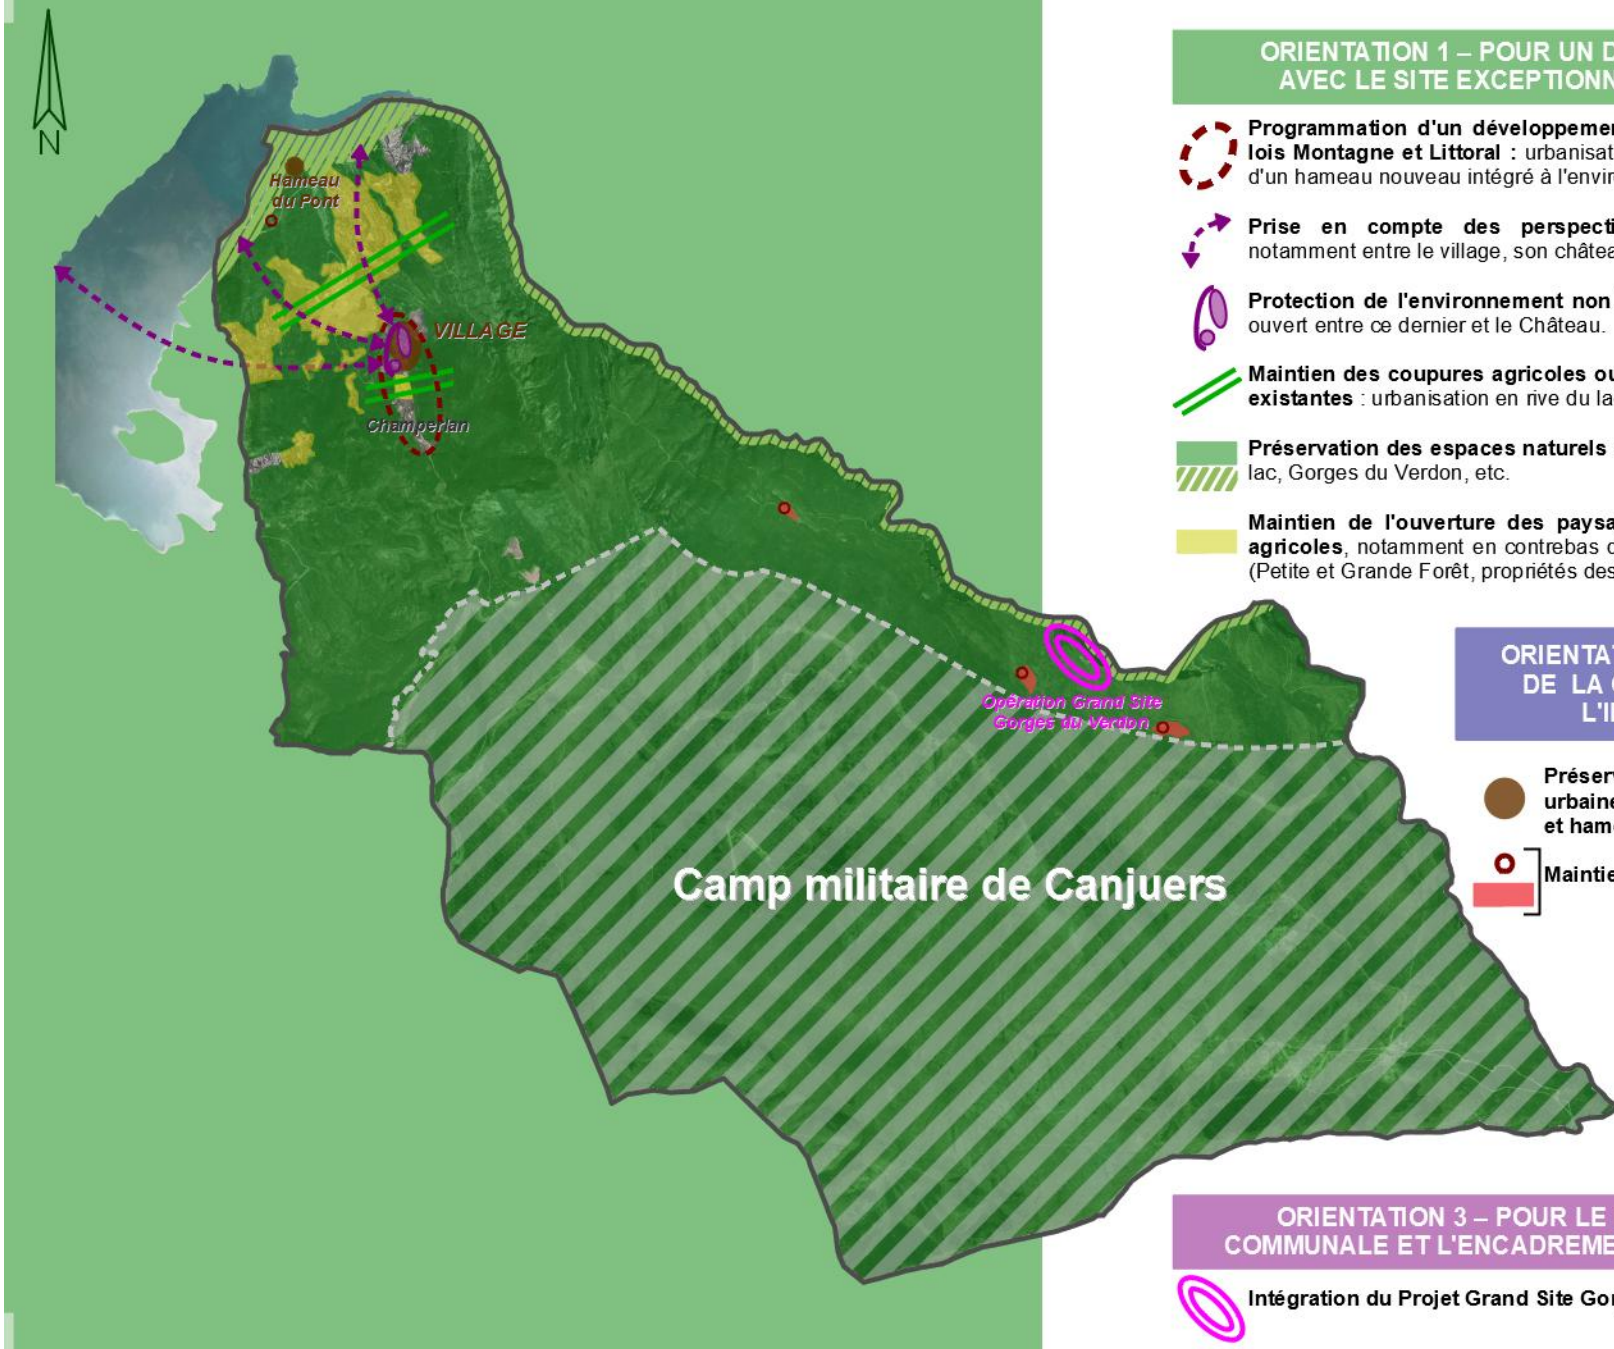 N
Hameau
du Pont
VILLAGE
Champerlan
Opération Grand Site
Gorges du Verdon
Camp militaire de Canjuers
ORIENTATION 1 – POUR UN D
AVEC LE SITE EXCEPTIONN
Programmation d'un développemen
lois Montagne et Littoral : urbanisat
d'un hameau nouveau intégré à l'envir
Prise en compte des perspecti
notamment entre le village, son châtea
Protection de l'environnement non
ouvert entre ce dernier et le Château.
Maintien des coupures agricoles ou
existantes : urbanisation en rive du la
Préservation des espaces naturels
lac, Gorges du Verdon, etc.
Maintien de l'ouverture des paysa
agricoles, notamment en contrebas d
(Petite et Grande Forêt, propriétés des
ORIENTA
DE LA
L'I
Préserv
urbaine
et ham
Maintie
ORIENTATION 3 – POUR LE
COMMUNALE ET L'ENCADREME
Intégration du Projet Grand Site Gor